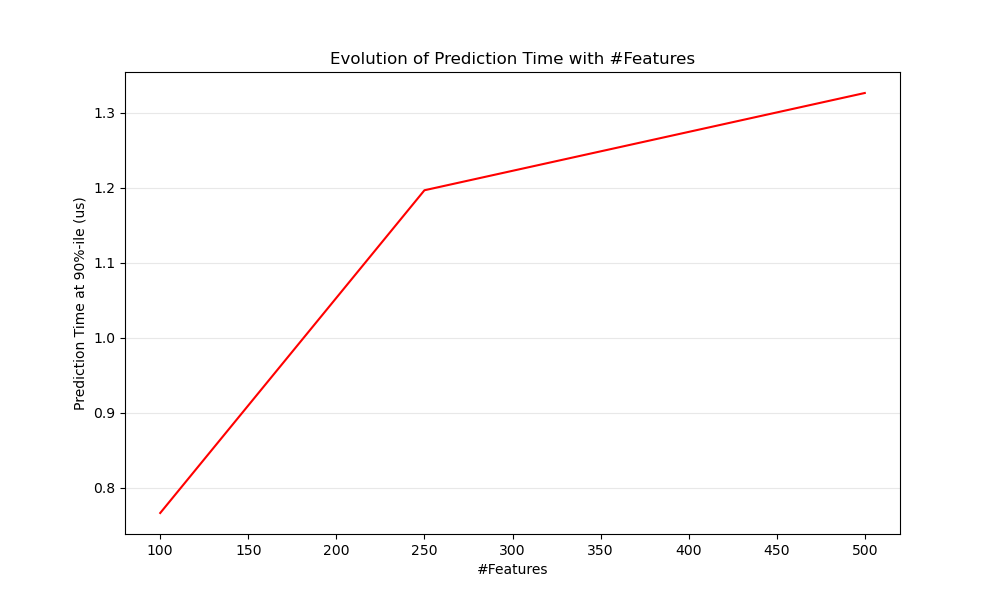 Evolution of Prediction Time with #Features
Prediction Time at 90%-ile (us)
1.3
1.2
1.1
1.0
0.9
0.8
100 150 200 250 300 350 400 450 500
#Features